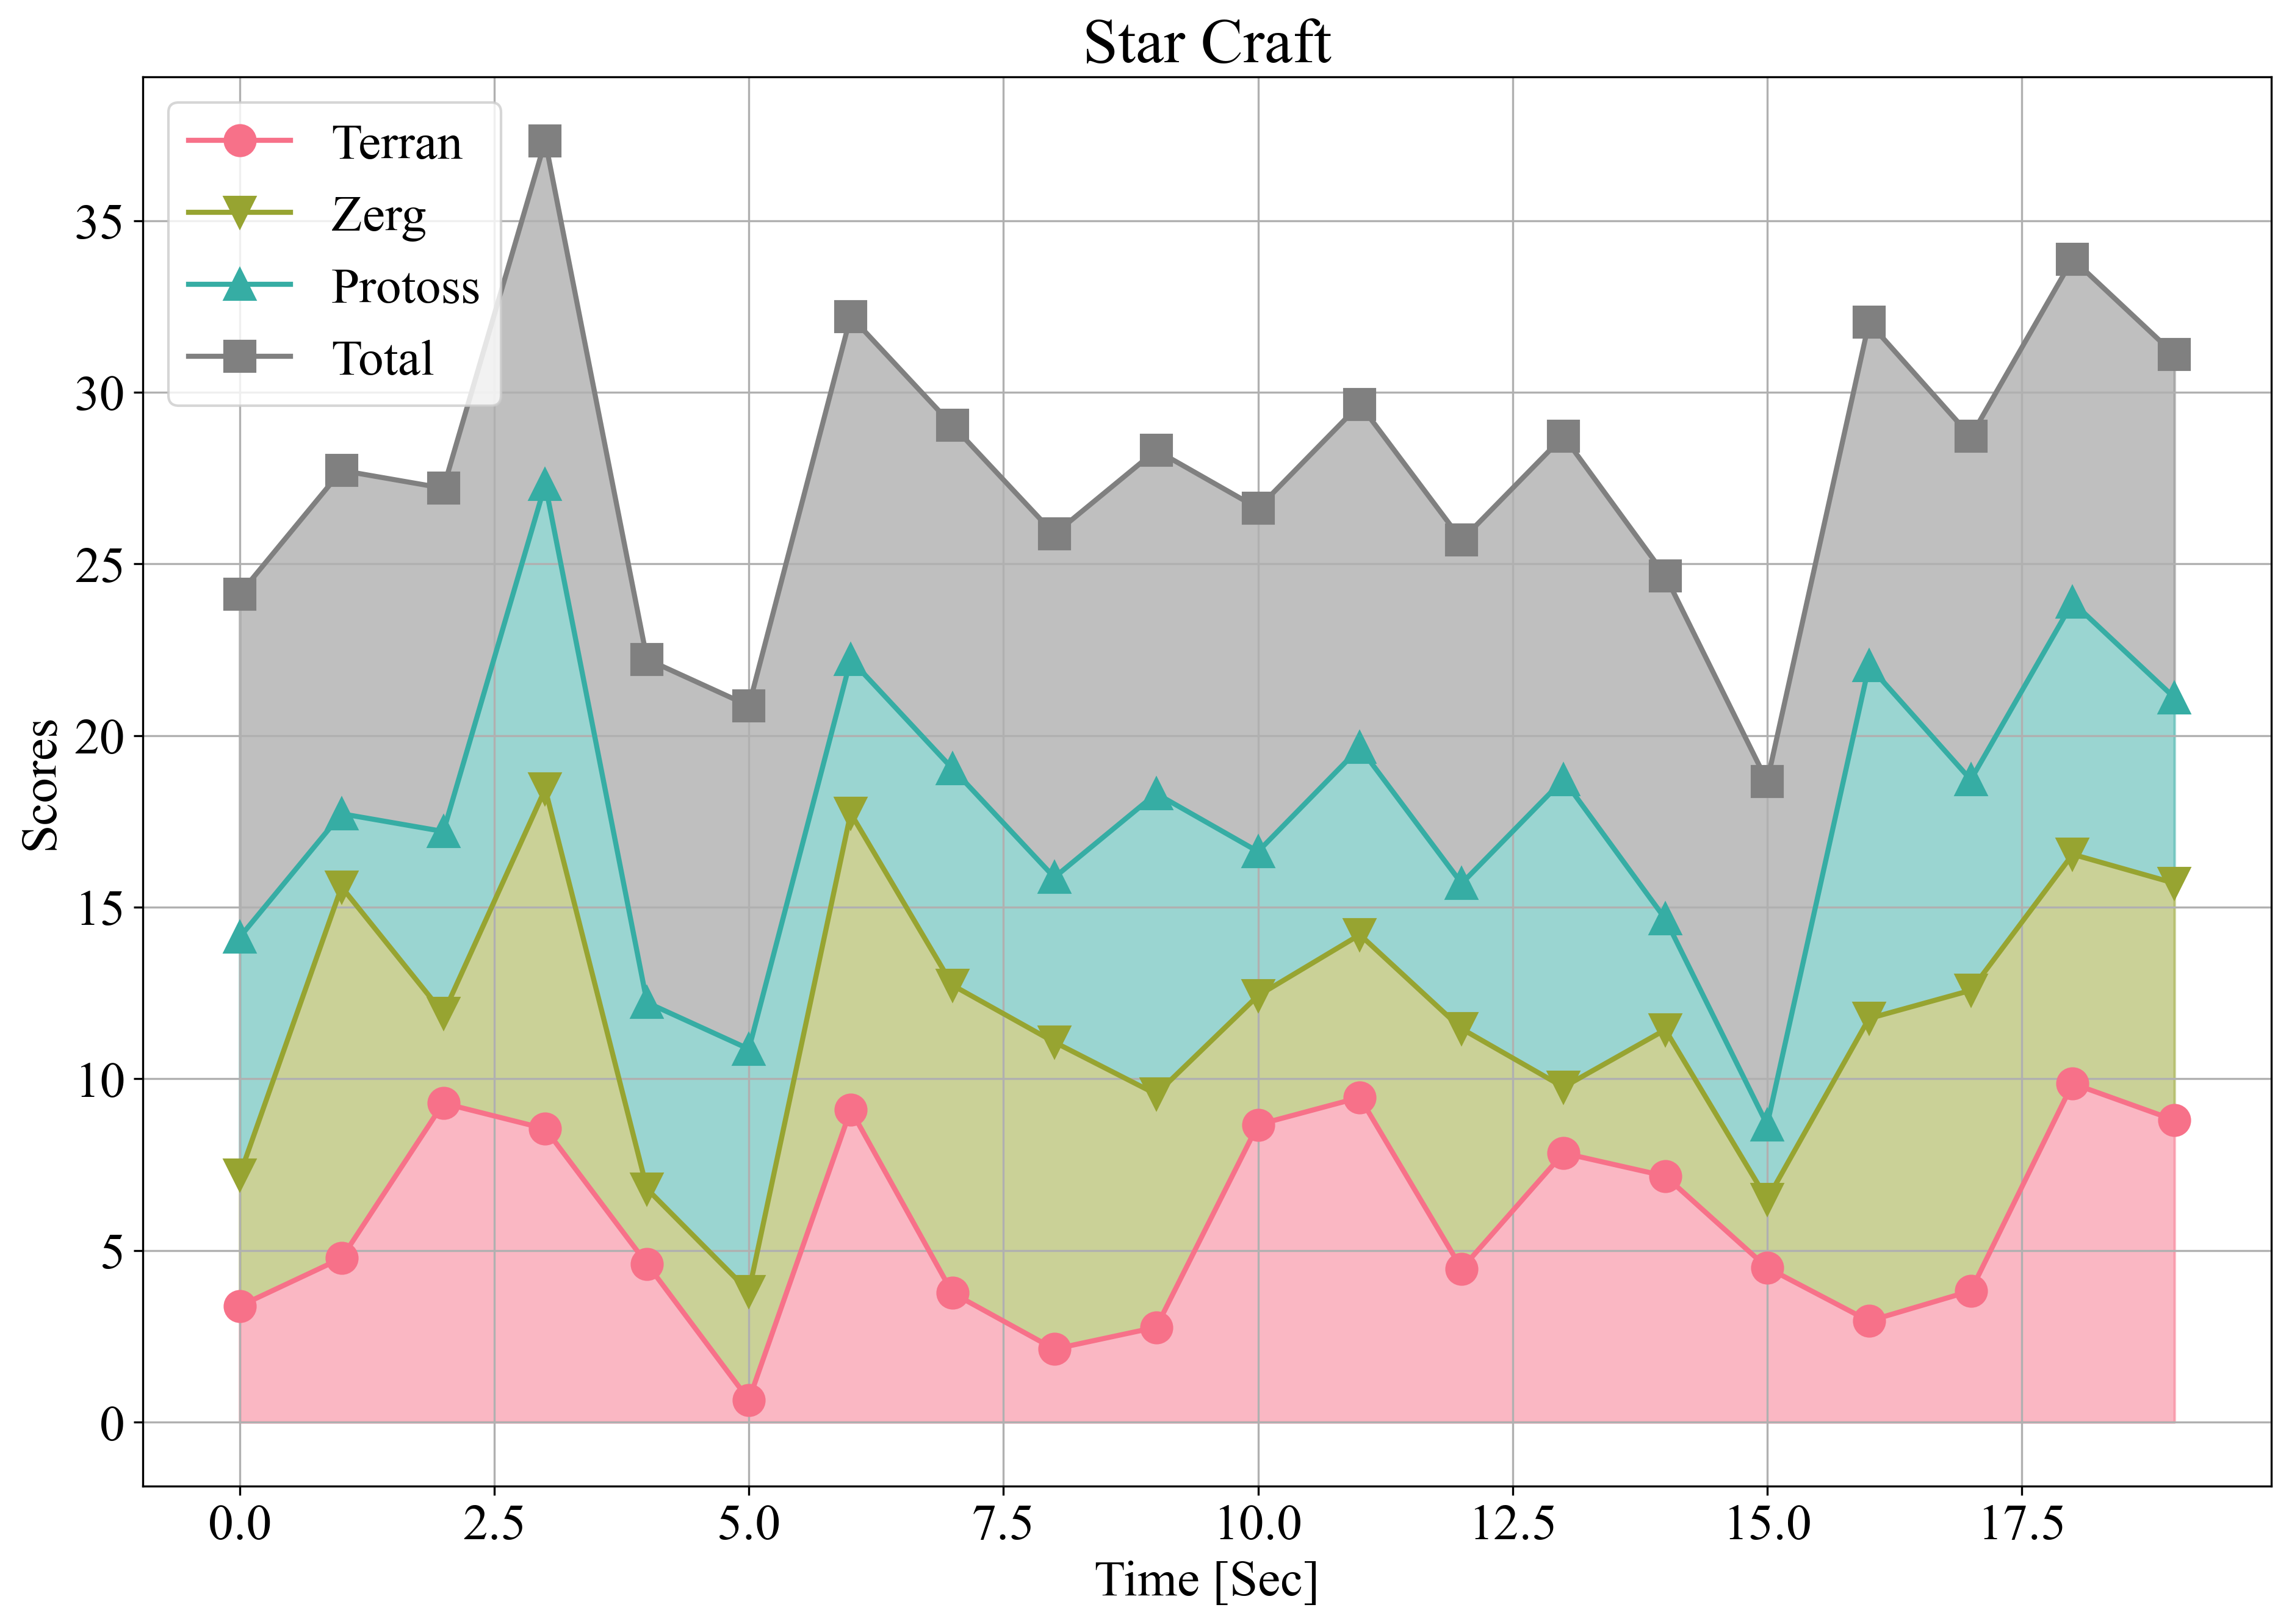 Star Craft
Terran
Zerg
Protoss
Total
Scores
35
30
25
20
15
10
5
0
0.0 2.5 5.0 7.5 10.0 12.5 15.0 17.5
Time [Sec]